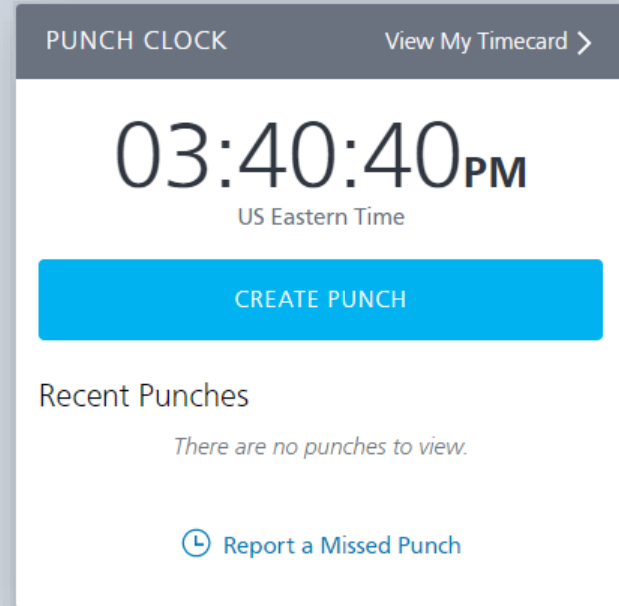 PUNCH CLOCK View My Timecard
03:40:40PM
US Eastern Time
CREATE PUNCH
Recent Punches
There are no punches to view.
Report a Missed Punch